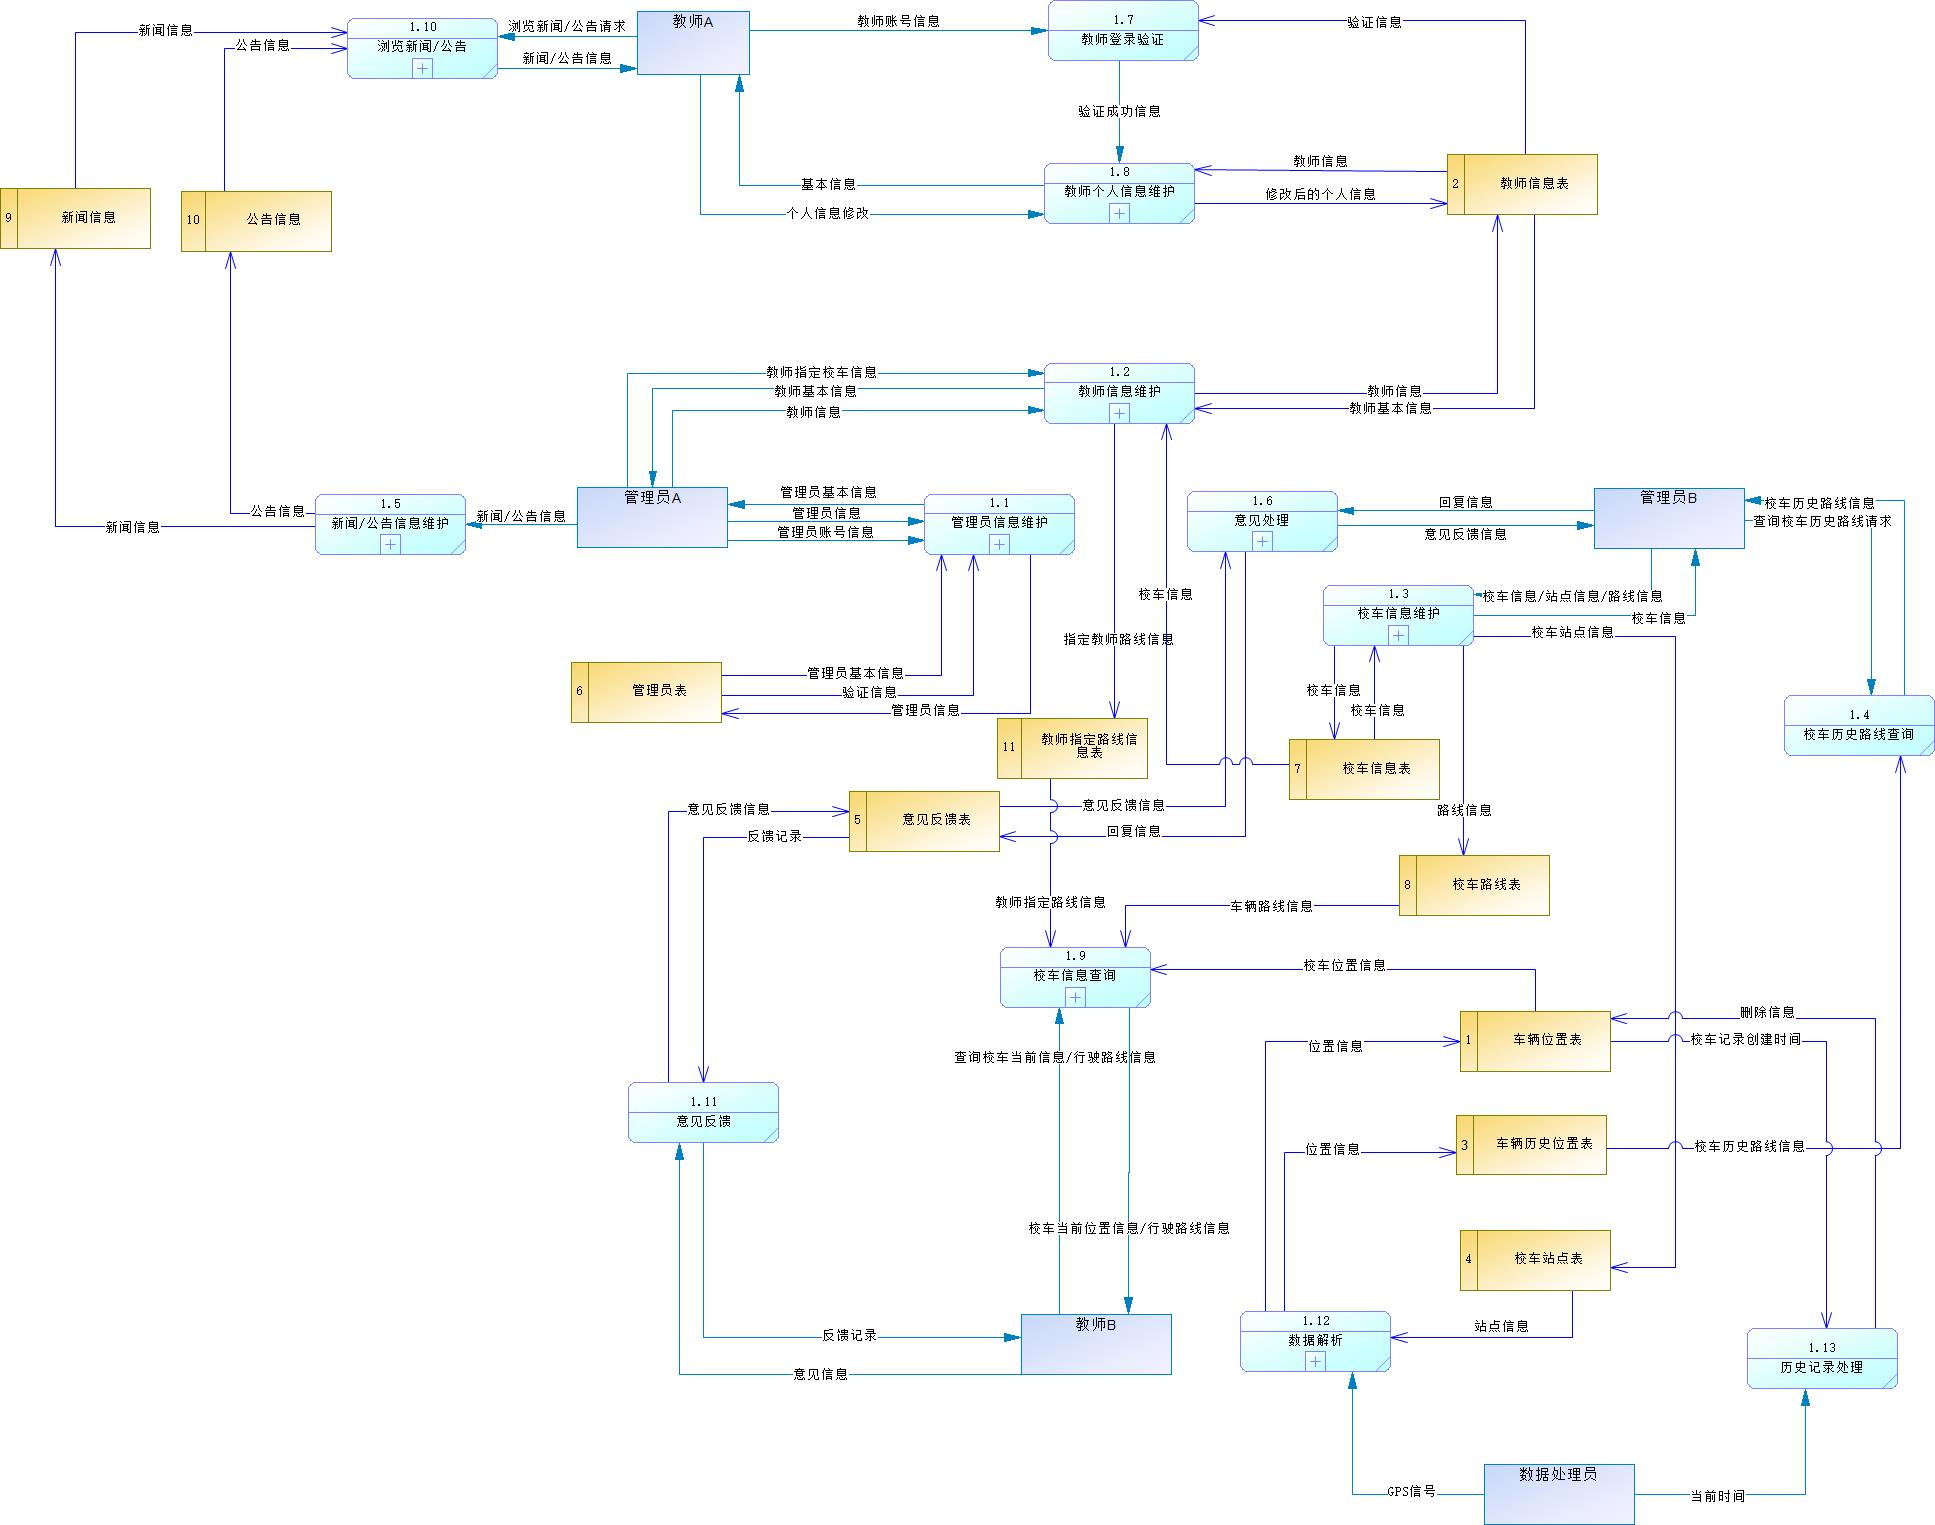 新闻信息
公告信息
1.10
浏览新闻/公告
浏览新闻/公告请求
新闻/公告信息
教师A
教师账号信息
1.7
教师登录验证
验证信息
验证成功信息
基本信息
个人信息修改
1.8
教师个人信息维护
教师信息
修改后的个人信息
2
教师信息表
9
新闻信息
10
公告信息
教师指定校车信息
教师基本信息
教师信息
1.2
教师信息维护
教师信息
教师基本信息
新闻信息
公告信息
1.5
新闻/公告信息维护
新闻/公告信息
管理员A
管理员基本信息
管理员信息
管理员账号信息
1.1
管理员信息维护
1.6
意见处理
回复信息
意见反馈信息
管理员B
校车历史路线信息
查询校车历史路线请求
校车信息
指定教师路线信息
1.3
校车信息维护
校车信息/站点信息/路线信息
校车信息
校车站点信息
6
管理员表
管理员基本信息
验证信息
管理员信息
校车信息
校车信息
1.4
校车历史路线查询
11
教师指定路线信
息表
7
校车信息表
意见反馈信息
反馈记录
5
意见反馈表
意见反馈信息
回复信息
路线信息
8
校车路线表
教师指定路线信息
车辆路线信息
1.9
校车信息查询
校车位置信息
查询校车当前信息/行驶路线信息
位置信息
1
车辆位置表
删除信息
校车记录创建时间
1.11
意见反馈
位置信息
3
车辆历史位置表
校车历史路线信息
校车当前位置信息/行驶路线信息
4
校车站点表
反馈记录
意见信息
教师B
1.12
数据解析
站点信息
1.13
历史记录处理
GPS信号
数据处理员
当前时间